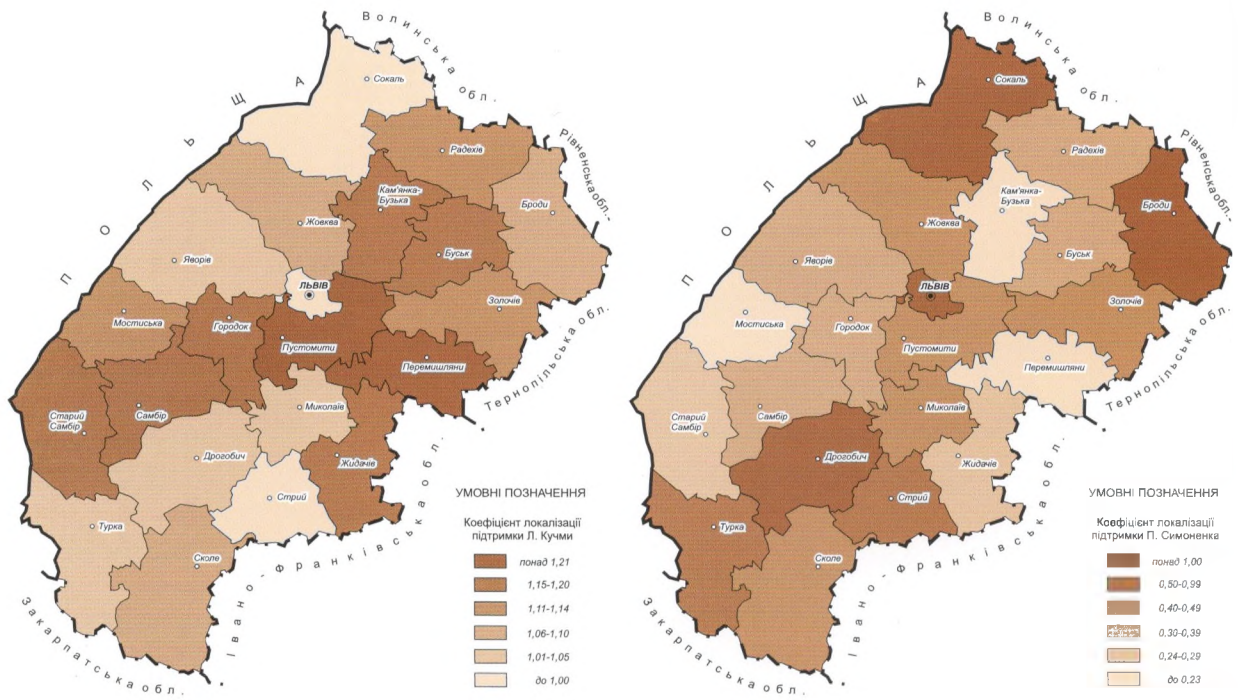 Волинська обл.
ПОЛЬЩА
Рівненська обл.
Сокаль
Радехів
Кам'янка-
Бузька
Броди
Жовква
Буськ
Яворів
ЛЬВІВ
Золочів
Мостиська
Городок
Пустомити
Перемишляни
Тернопільська обл.
Старий
Самбір
Самбір
Миколаїв
Дрогобич
Жидачів
Стрий
Турка
Сколе
Івано-Франківська обл.
Закарпатська обл.
УМОВНІ ПОЗНАЧЕННЯ
Коефіцієнт локалізації
підтримки Л. Кучми
понад 1,21
1,15-1,20
1,11-1,14
1,06-1,10
1,01-1,05
до 1,00
Волинська обл.
ПОЛЬЩА
Рівненська обл.
Сокаль
Радехів
Кам'янка-
Бузька
Броди
Жовква
Буськ
Яворів
ЛЬВІВ
Золочів
Мостиська
Городок
Пустомити
Перемишляни
Тернопільська обл.
Старий
Самбір
Самбір
Миколаїв
Дрогобич
Жидачів
Стрий
Турка
Сколе
Івано-Франківська обл.
Закарпатська обл.
УМОВНІ ПОЗНАЧЕННЯ
Коефіцієнт локалізації
підтримки П. Симоненка
понад 1,00
0,50-0,99
0,40-0,49
0,30-0,39
0,24-0,29
до 0,23